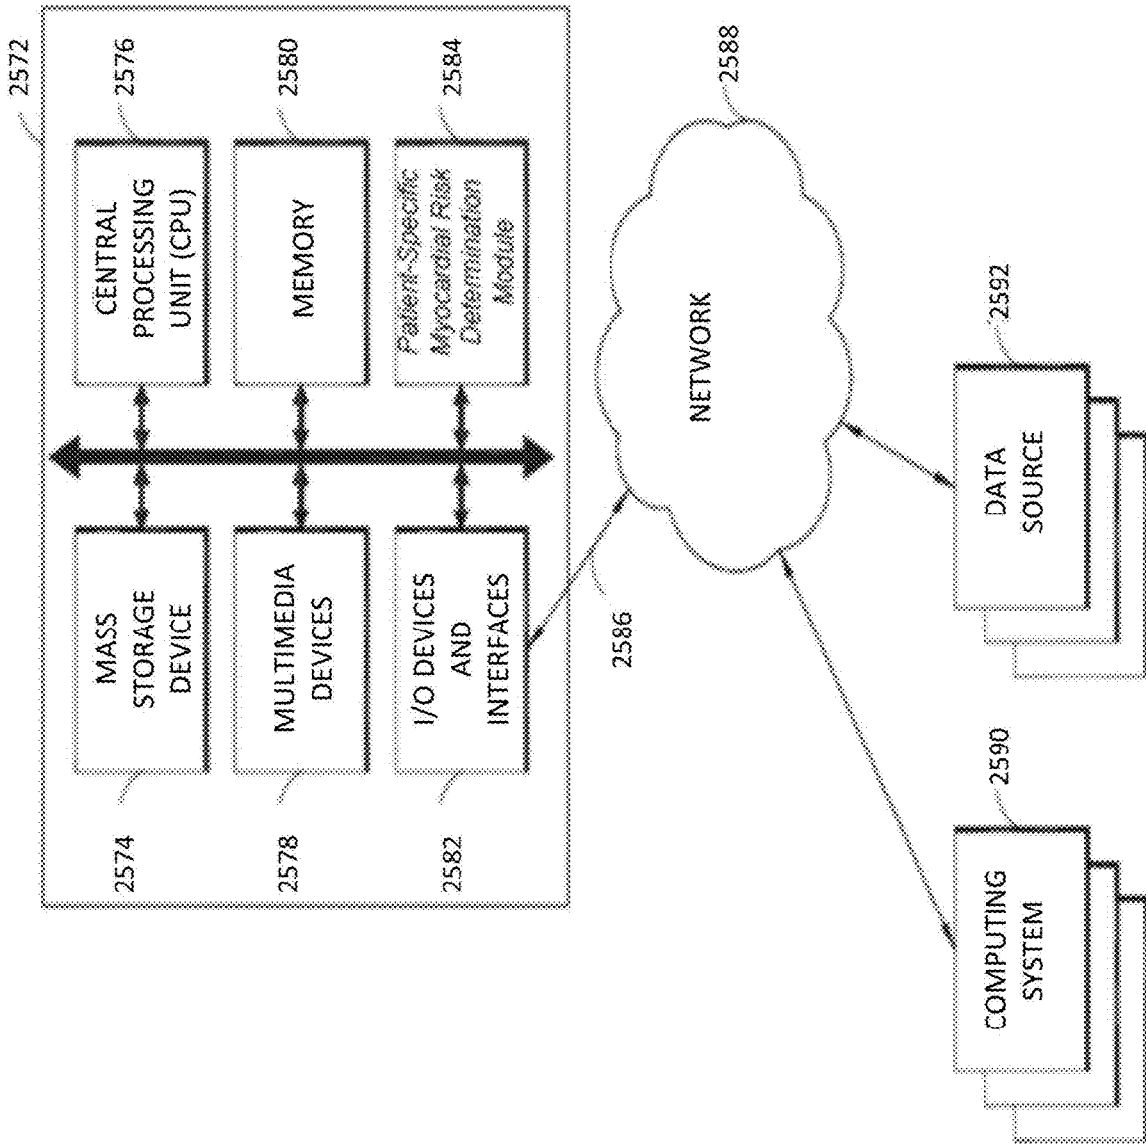 2572
2574
MASS
STORAGE
DEVICE
CENTRAL
PROCESSING
UNIT (CPU)
2576
2578
MULTIMEDIA
DEVICES
MEMORY
2580
2582
I/O DEVICES
AND
INTERFACES
Patient-Specific
Myocardial Risk
Determination
Module
2584
2586
NETWORK
2588
COMPUTING
SYSTEM
2590
DATA
SOURCE
2592